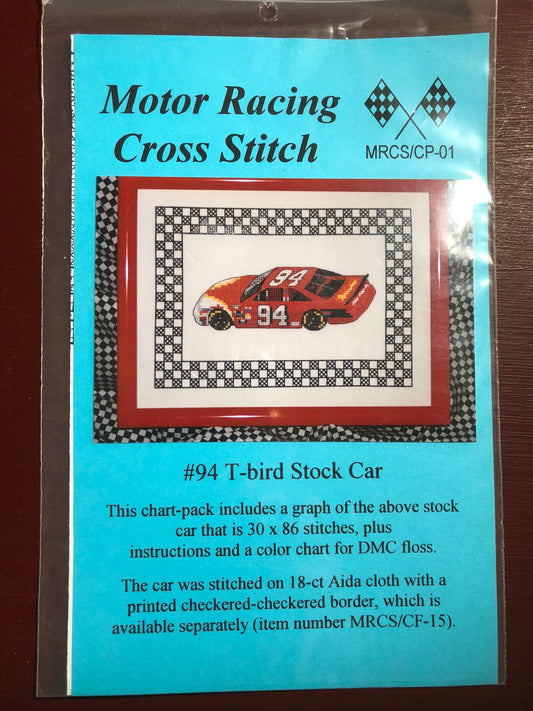 Motor Racing
Cross Stitch
MRCS/CP-01
94
94
#94 T-bird Stock Car
This chart-pack includes a graph of the above stock
car that is 30 x 86 stitches, plus
instructions and a color chart for DMC floss.
The car was stitched on 18-ct Aida cloth with a
printed checkered-checkered border, which is
available separately (item number MRCS/CF-15).